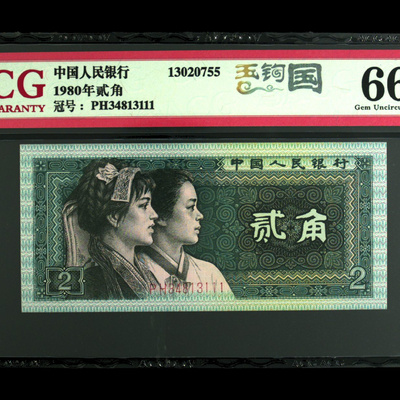 CG
中国人民银行
13020755
玉钩国
66
ARANTY
1980年贰角
冠号：PH34813111
Gem Uncircu
中国人民银行
贰角
PH34813111
2
2